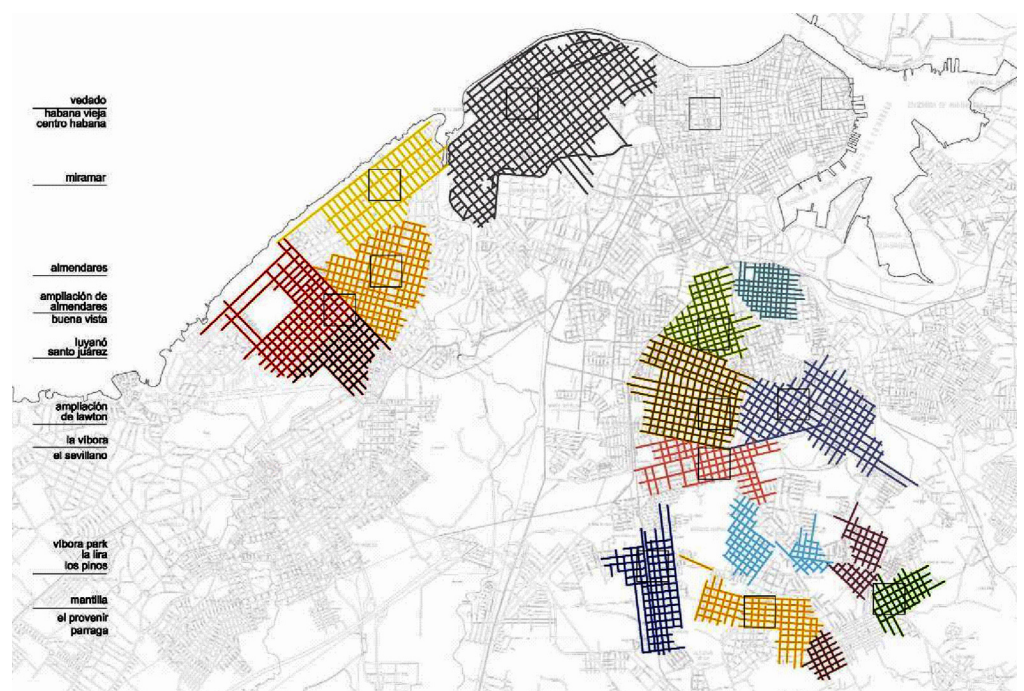 vedado
habana vieja
centro habana
miramar
almendares
ampliación de
almendares
buena vista
luyanó
santo juárez
ampliación
de lawton
la víbora
el sevillano
víbora park
la lira
los pinos
mantilla
el provenir
parraga